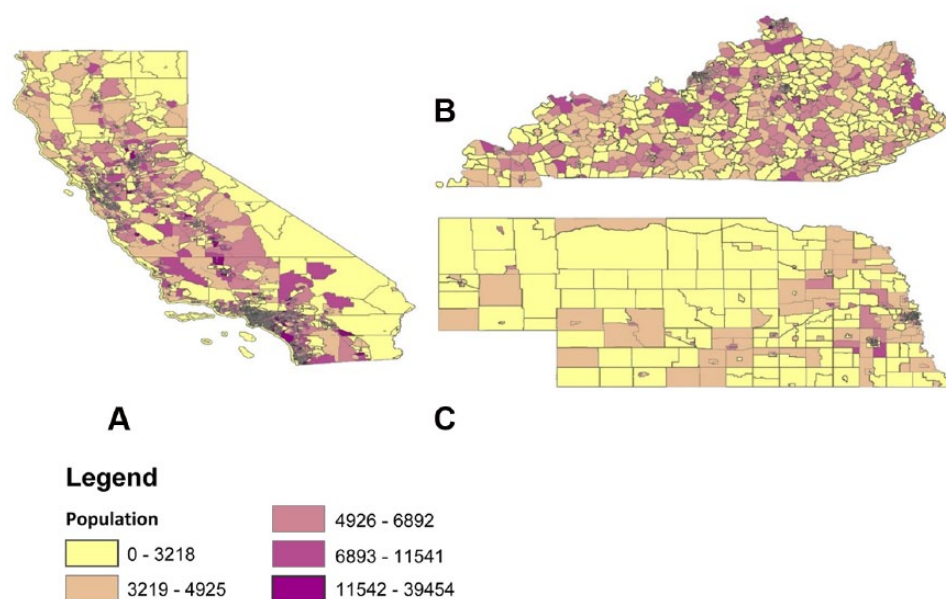 B
A
C
Legend
Population
0 - 3218
3219 - 4925
4926 - 6892
6893 - 11541
11542 - 39454